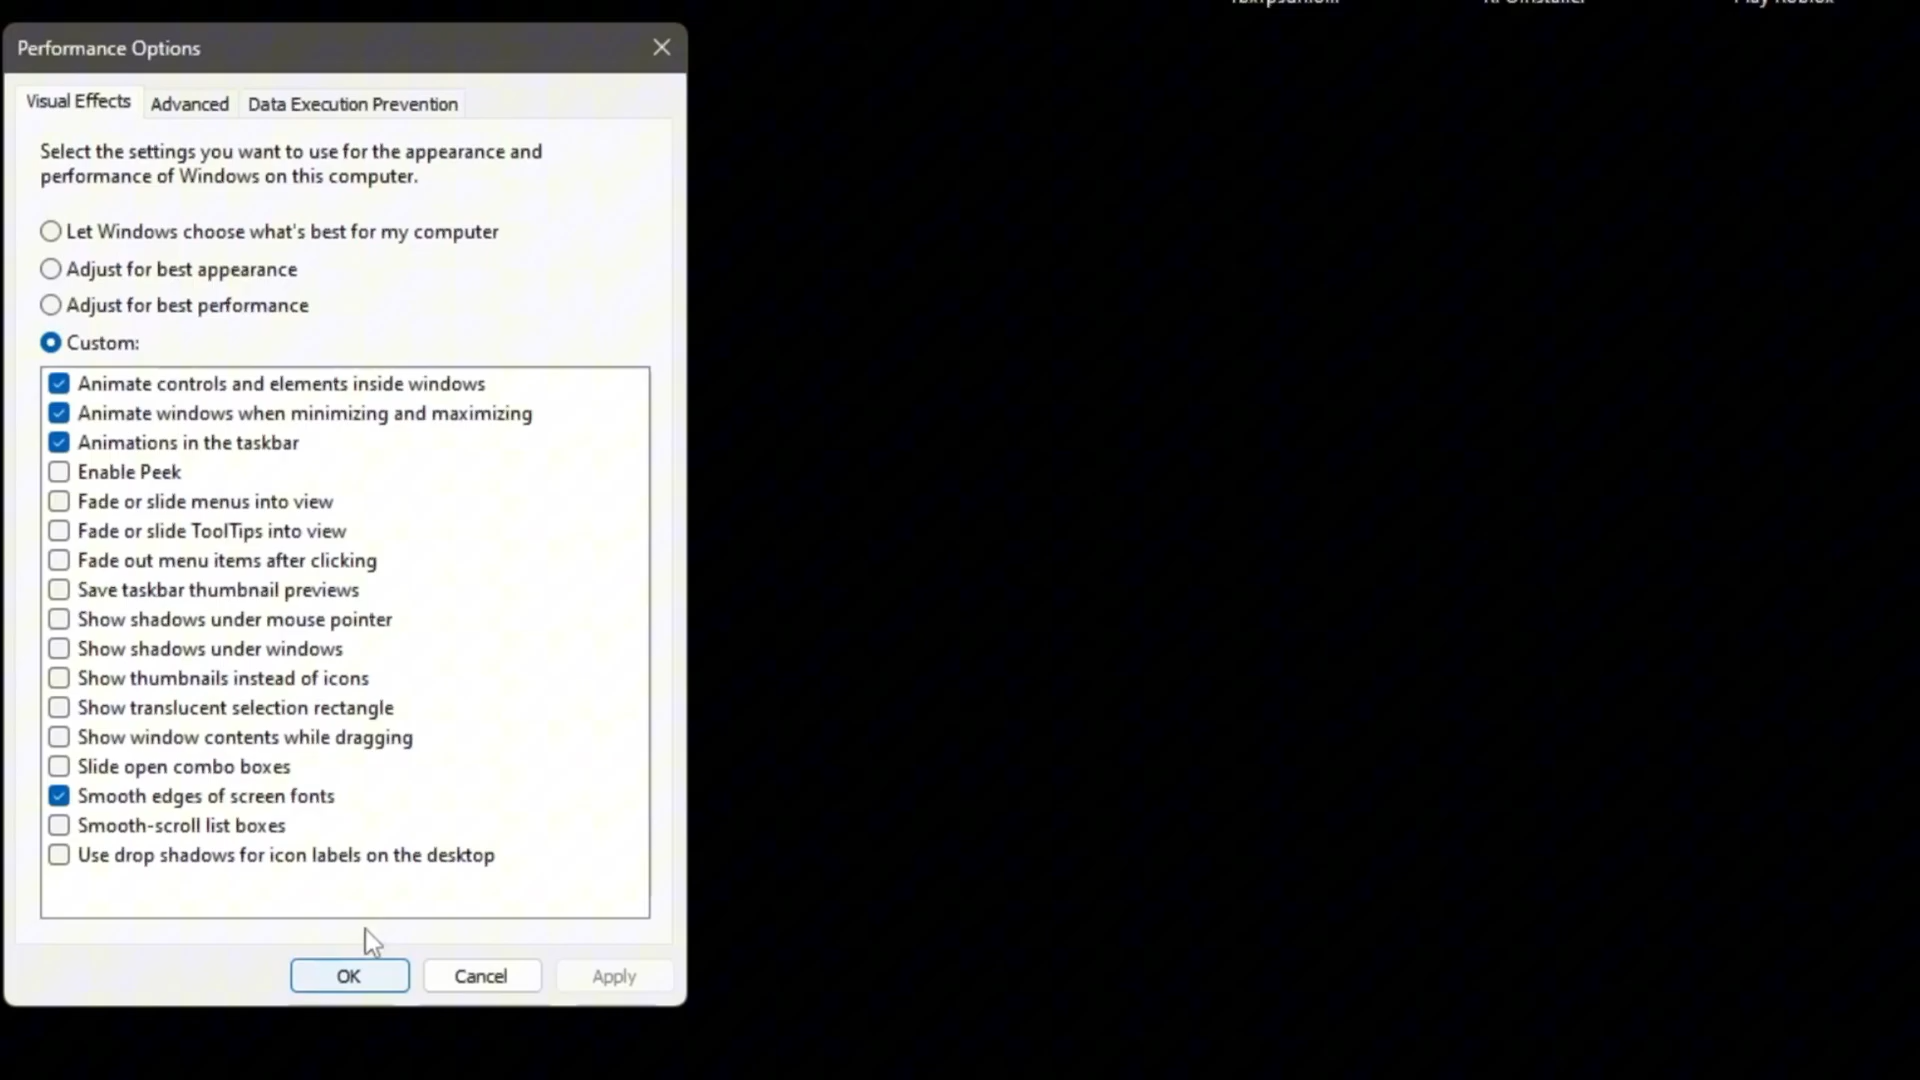 Performance Options
Visual Effects
Advanced
Data Execution Prevention
Select the settings you want to use for the appearance and
performance of Windows on this computer.
Let Windows choose what's best for my computer
Adjust for best appearance
Adjust for best performance
Custom:
Animate controls and elements inside windows
Animate windows when minimizing and maximizing
Animations in the taskbar
Enable Peek
Fade or slide menus into view
Fade or slide ToolTips into view
Fade out menu items after clicking
Save taskbar thumbnail previews
Show shadows under mouse pointer
Show shadows under windows
Show thumbnails instead of icons
Show translucent selection rectangle
Show window contents while dragging
Slide open combo boxes
Smooth edges of screen fonts
Smooth-scroll list boxes
Use drop shadows for icon labels on the desktop
OK
Cancel
Apply